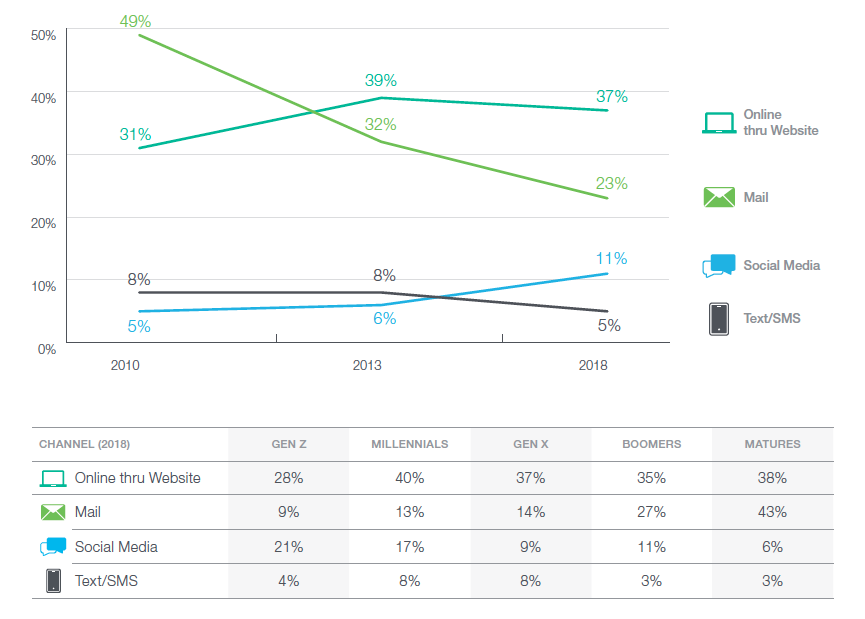 49%
50%
39%
40%
37%
Online
thru Website
31%
32%
30%
23%
Mail
20%
11%
Social Media
8%
8%
10%
5%
6%
5%
Text/SMS
0%
2010 2013 2018
CHANNEL (2018) GEN Z MILLENNIALS GEN X BOOMERS MATURES
Online thru Website 28% 40% 37% 35% 38%
Mail 9% 13% 14% 27% 43%
Social Media 21% 17% 9% 11% 6%
Text/SMS 4% 8% 8% 3% 3%